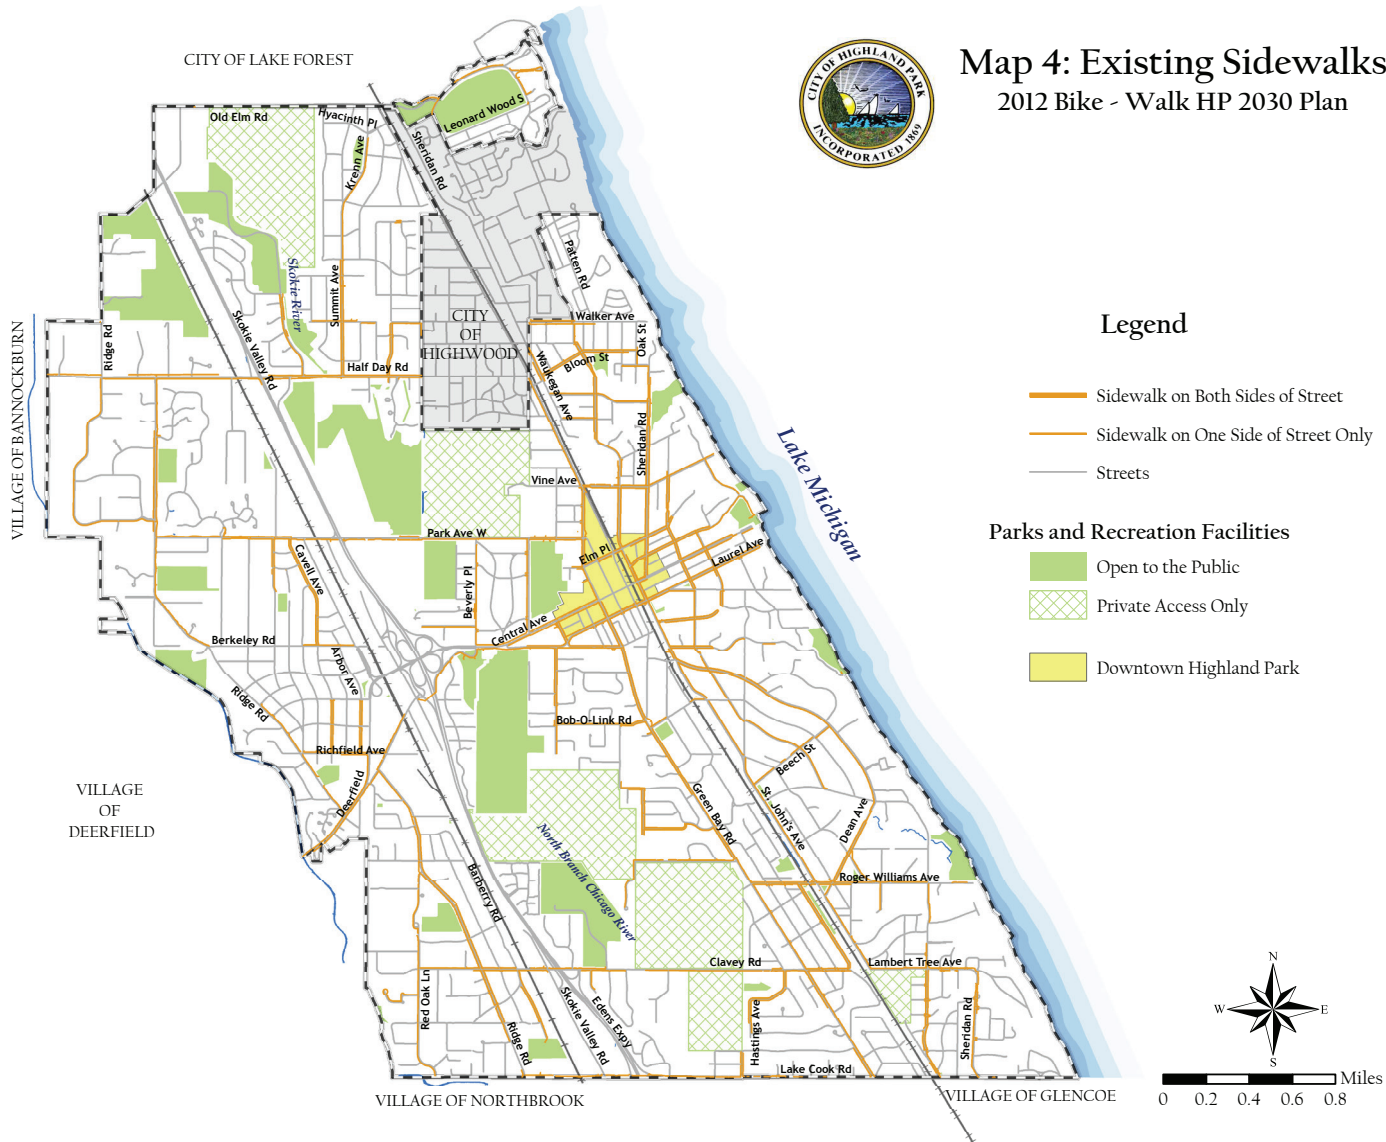 Map 4: Existing Sidewalks
2012 Bike - Walk HP 2030 Plan
CITY OF HIGHLAND PARK
INCORPORATED 1869
CITY OF LAKE FOREST
Old Elm Rd
Hyacinth Pl
Leonard Wood S
Krenn Ave
Sheridan Rd
Patten Rd
Skokie River
Summit Ave
CITY
OF
HIGHWOOD
Walker Ave
Oak St
Bloom St
Waukegan Ave
Ridge Rd
Skokie Valley Rd
Half Day Rd
VILLAGE OF BANNOCKBURN
Sheridan Rd
Lake Michigan
Vine Ave
Park Ave W
Elm Pl
Laurel Ave
Cavell Ave
Beverly Pl
Central Ave
Berkeley Rd
Arbor Ave
Ridge Rd
Bob-O-Link Rd
Richfield Ave
Beech St
Deerfield
VILLAGE
OF
DEERFIELD
Green Bay Rd
St. John's Ave
Dean Ave
North Branch Chicago River
Barberry Rd
Roger Williams Ave
Clavey Rd
Lambert Tree Ave
Red Oak Ln
Ridge Rd
Skokie Valley Rd
Edens Expy
Hastings Ave
Sheridan Rd
Lake Cook Rd
VILLAGE OF NORTHBROOK
VILLAGE OF GLENCOE
Legend
Sidewalk on Both Sides of Street
Sidewalk on One Side of Street Only
Streets
Parks and Recreation Facilities
Open to the Public
Private Access Only
Downtown Highland Park
N
W
E
S
Miles
0 0.2 0.4 0.6 0.8